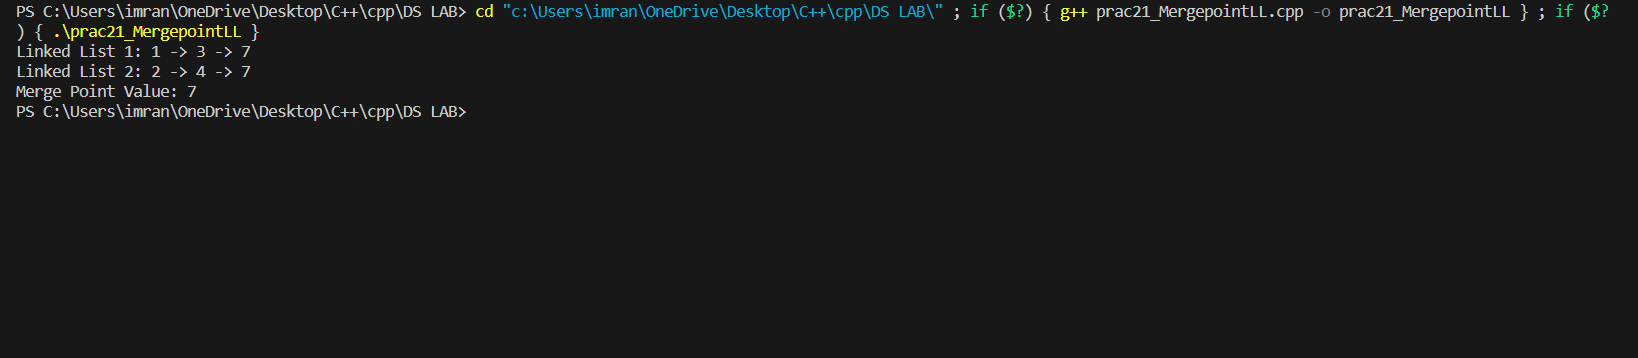 PS C:\Users\imran\OneDrive\Desktop\C++\cpp\DS LAB> cd "c:\Users\imran\OneDrive\Desktop\C++\cpp\DS LAB\" ; if ($?) { g++ prac21_MergepointLL.cpp -o prac21_MergepointLL } ; if ($?
) { .\prac21_MergepointLL }
Linked List 1: 1 -> 3 -> 7
Linked List 2: 2 -> 4 -> 7
Merge Point Value: 7
PS C:\Users\imran\OneDrive\Desktop\C++\cpp\DS LAB>